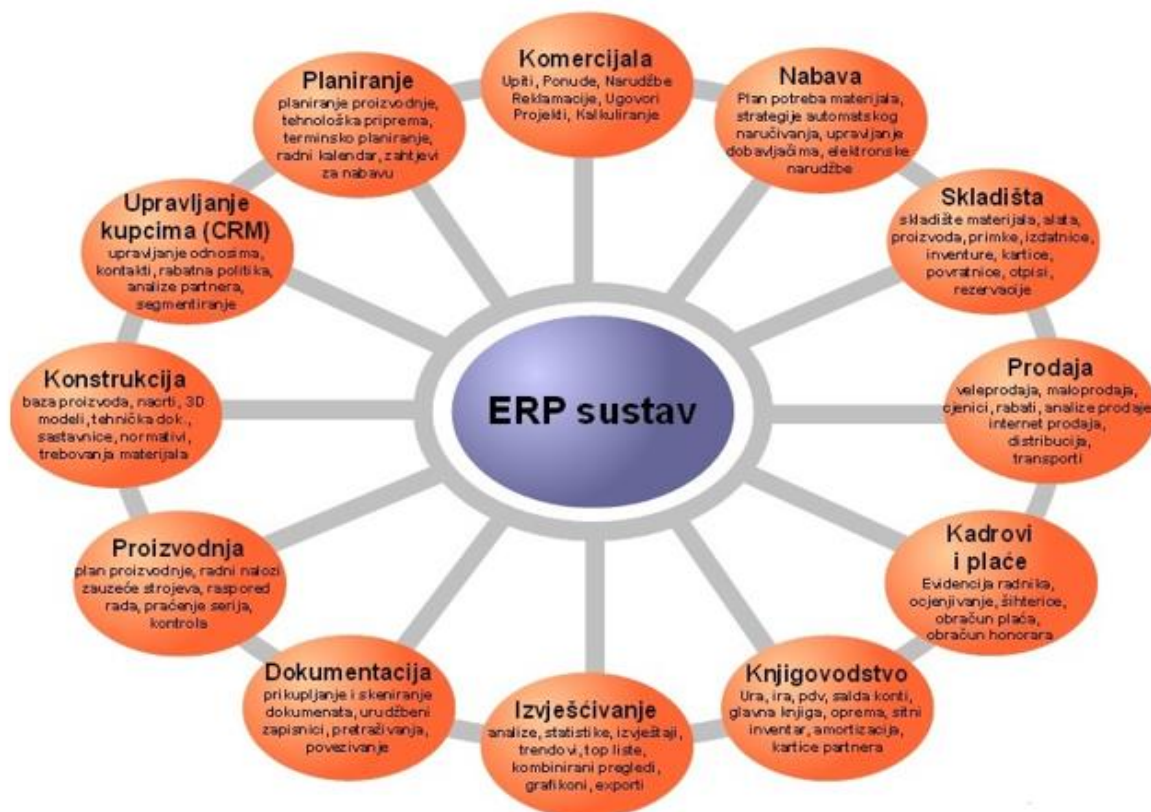 Komercijala
Upiti, Ponude, Narudžbe
Reklamacije, Ugovori
Projekti, Kalkuliranje
Nabava
Plan potreba materijala,
strategije automatskog
naručivanja, upravljanje
dobavljačima, elektronske
narudžbe
Skladišta
skladište materijala, alata,
proizvoda, primke, izdatnice,
inventure, kartice,
povratnice, otpisi,
rezervacije
Prodaja
veleprodaja, maloprodaja,
cjenici, rabati, analize prodaje
internet prodaja,
distribucija,
transporti
Kadrovi
i plaće
Evidencija radnika,
ocjenjivanje, šihterice,
obračun plaća,
obračun honorara
Knjigovodstvo
Ura, ira, pdv, salda konti,
glavna knjiga, oprema, sitni
inventar, amortizacija,
kartice partnera
Izvješćivanje
analize, statistike, izvještaji,
trendovi, top liste,
kombinirani pregledi,
grafikoni, exporti
Dokumentacija
prikupljanje i skeniranje
dokumenata, urudžbeni
zapisnici, pretraživanja,
povezivanje
Proizvodnja
plan proizvodnje, radni nalozi
zauzeće strojeva, raspored
rada, praćenje serija,
kontrola
Konstrukcija
baza proizvoda, nacrti, 3D
modeli, tehnička dok.,
sastavnice, normativi,
trebovanja materijala
Upravljanje
kupcima (CRM)
upravljanje odnosima,
kontakti, rabatna politika,
analize partnera,
segmentiranje
Planiranje
planiranje proizvodnje,
tehnološka priprema,
terminsko planiranje,
radni kalendar, zahtjevi
za nabavu
ERP sustav